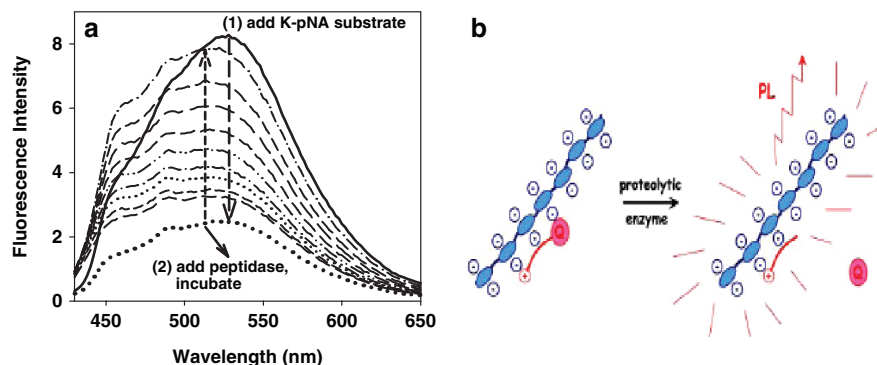 a
(1) add K-pNA substrate
8
6
4
2
0
Fluorescence Intensity
(2) add peptidase,
incubate
450 500 550 600 650
Wavelength (nm)
b
PL
proteolytic
enzyme
Q
Q